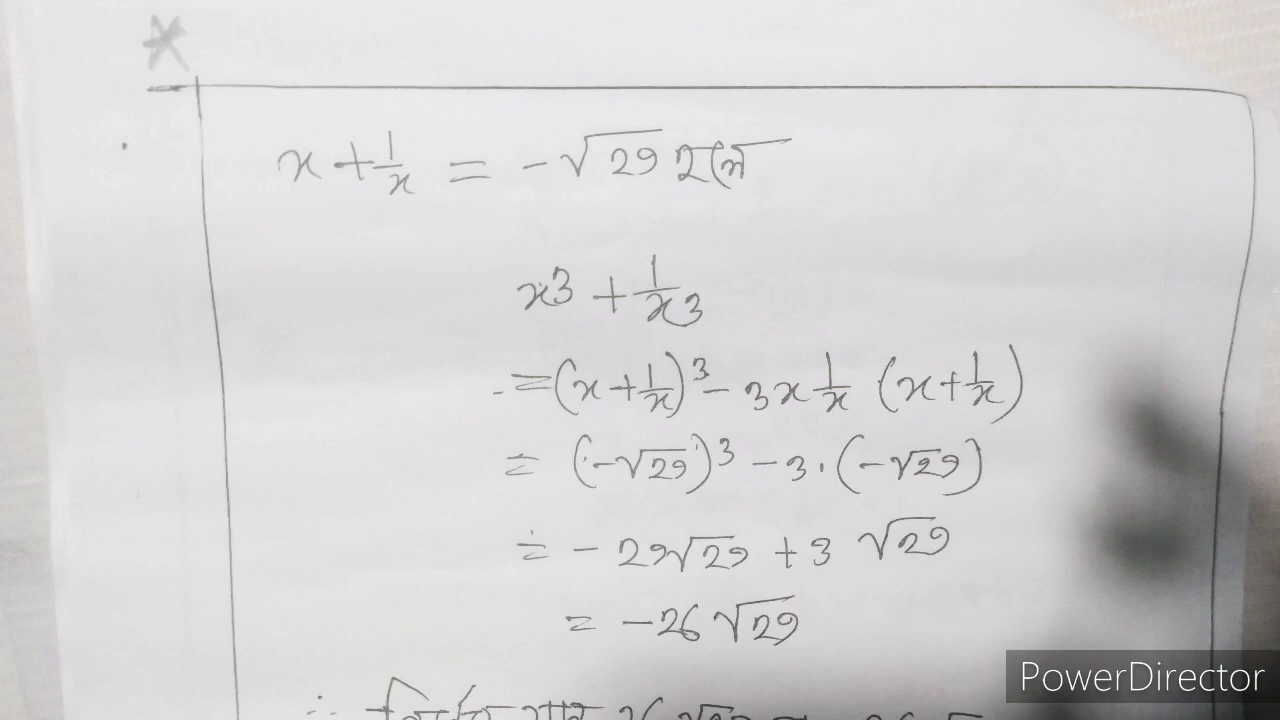 x + 1/x = -√29 হলে
x³ + 1/x³
= (x + 1/x)³ - 3x 1/x (x + 1/x)
= (-√29)³ - 3 · (-√29)
= - 29√29 + 3 √29
= -26 √29
PowerDirector